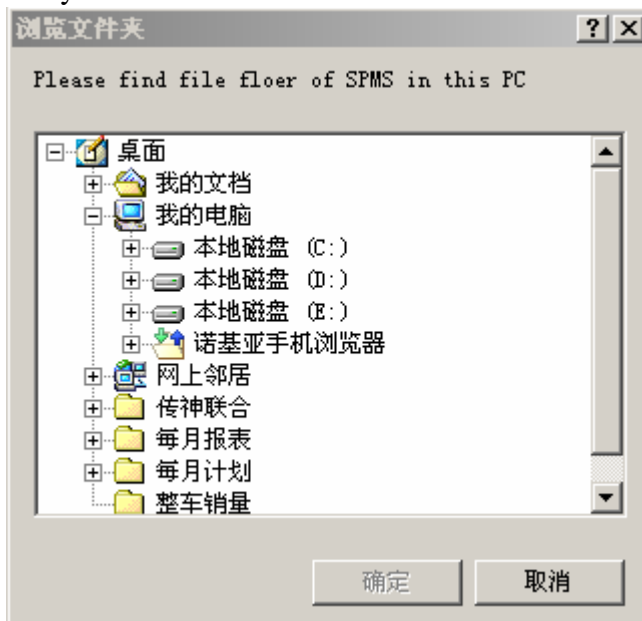 浏览文件夹
Please find file floer of SPMS in this PC
桌面
我的文档
我的电脑
本地磁盘 (C:)
本地磁盘 (D:)
本地磁盘 (E:)
诺基亚手机浏览器
网上邻居
传神联合
每月报表
每月计划
整车销量
确定 取消